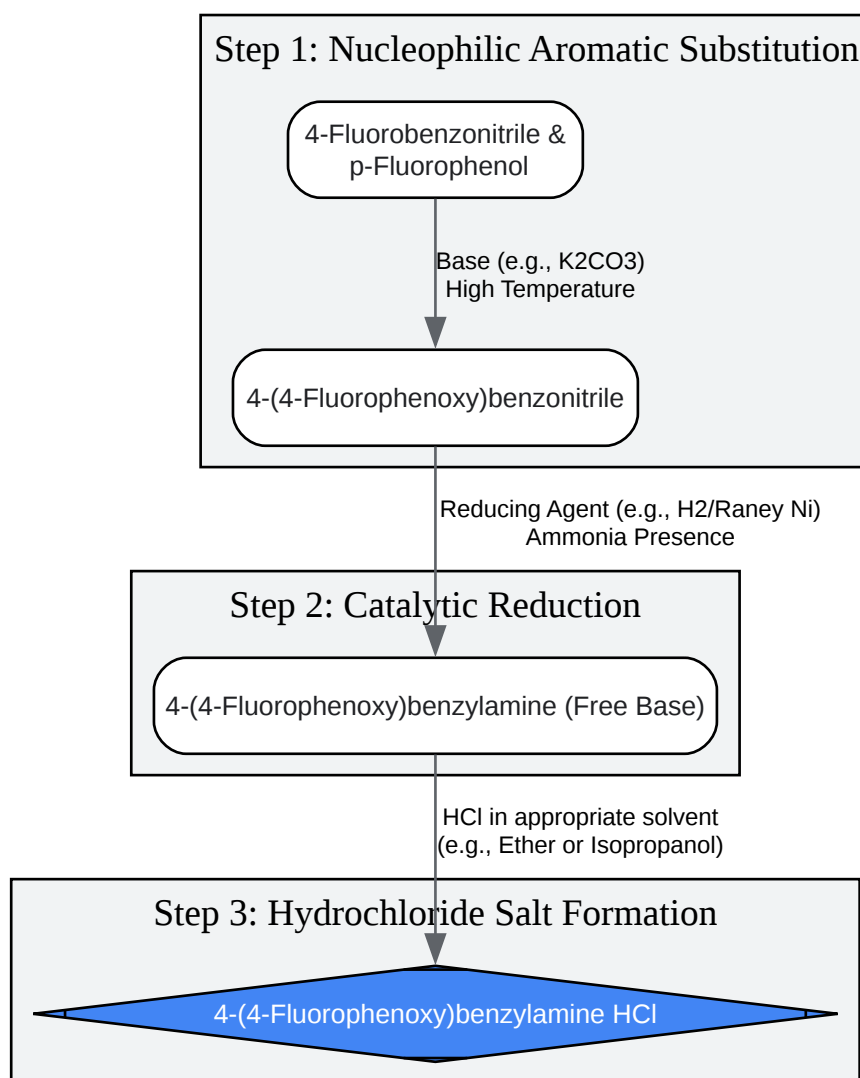 Step 1: Nucleophilic Aromatic Substitution
4-Fluorobenzonitrile &
p-Fluorophenol
Base (e.g., K2CO3)
High Temperature
4-(4-Fluorophenoxy)benzonitrile
Reducing Agent (e.g., H2/Raney Ni)
Ammonia Presence
Step 2: Catalytic Reduction
4-(4-Fluorophenoxy)benzylamine (Free Base)
HCl in appropriate solvent
(e.g., Ether or Isopropanol)
Step 3: Hydrochloride Salt Formation
4-(4-Fluorophenoxy)benzylamine HCl